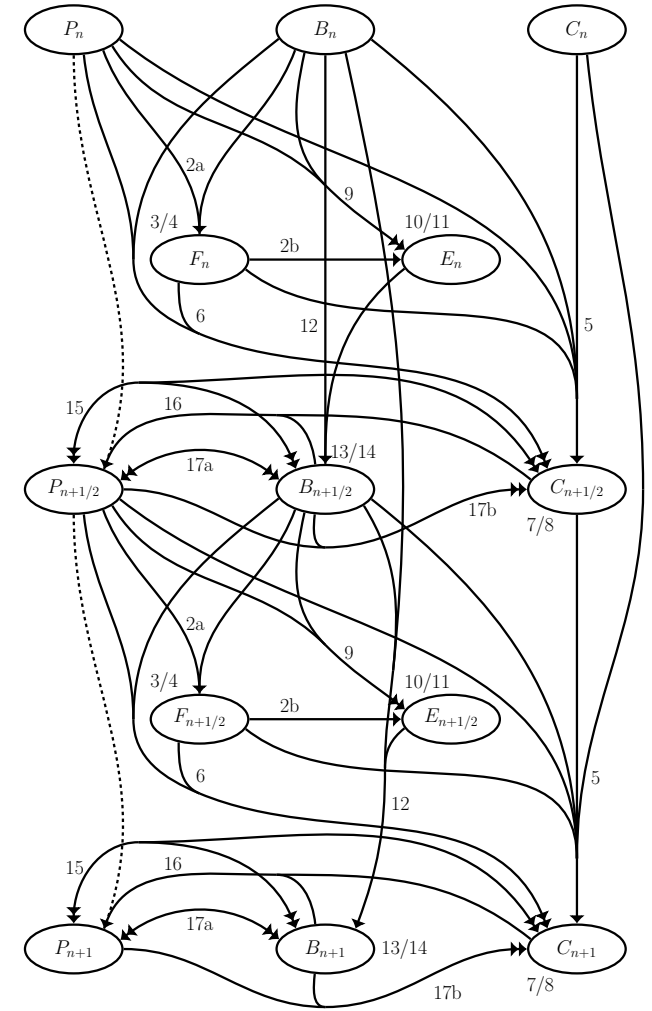 P_n B_n C_n
2a
9
3/4 10/11
F_n 2b E_n
6 12 5
15 16
13/14
17a
P_{n+1/2} B_{n+1/2} C_{n+1/2}
17b
7/8
2a
9
3/4 10/11
F_{n+1/2} 2b E_{n+1/2}
6 5
12
15 16
17a
P_{n+1} B_{n+1} 13/14 C_{n+1}
17b 7/8